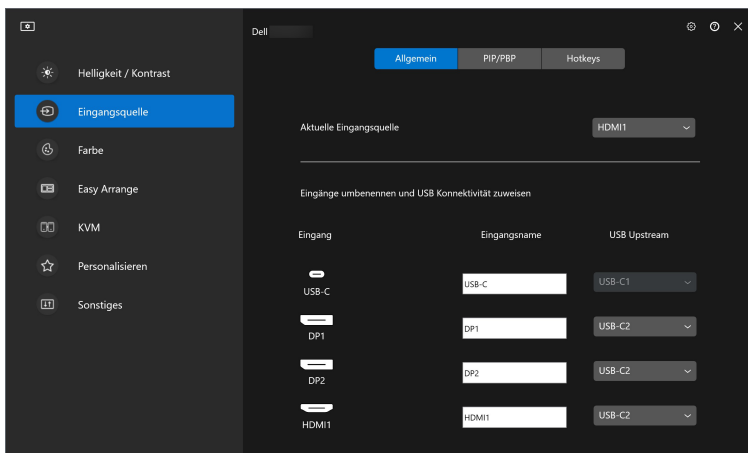 Dell
Allgemein PIP/PBP Hotkeys
Helligkeit / Kontrast
Eingangsquelle
Farbe
Easy Arrange
KVM
Personalisieren
Sonstiges
Aktuelle Eingangsquelle HDMI1
Eingänge umbenennen und USB Konnektivität zuweisen
Eingang Eingangsname USB Upstream
USB-C USB-C USB-C1
DP1 DP1 USB-C2
DP2 DP2 USB-C2
HDMI1 HDMI1 USB-C2